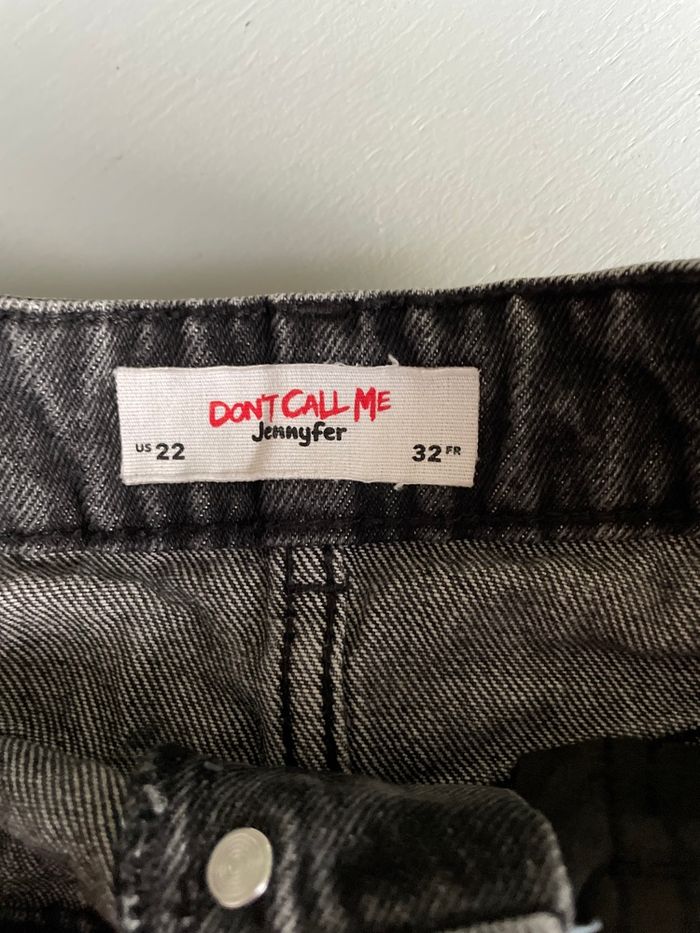 DON'T CALL ME
Jennyfer
US 22
32 FR